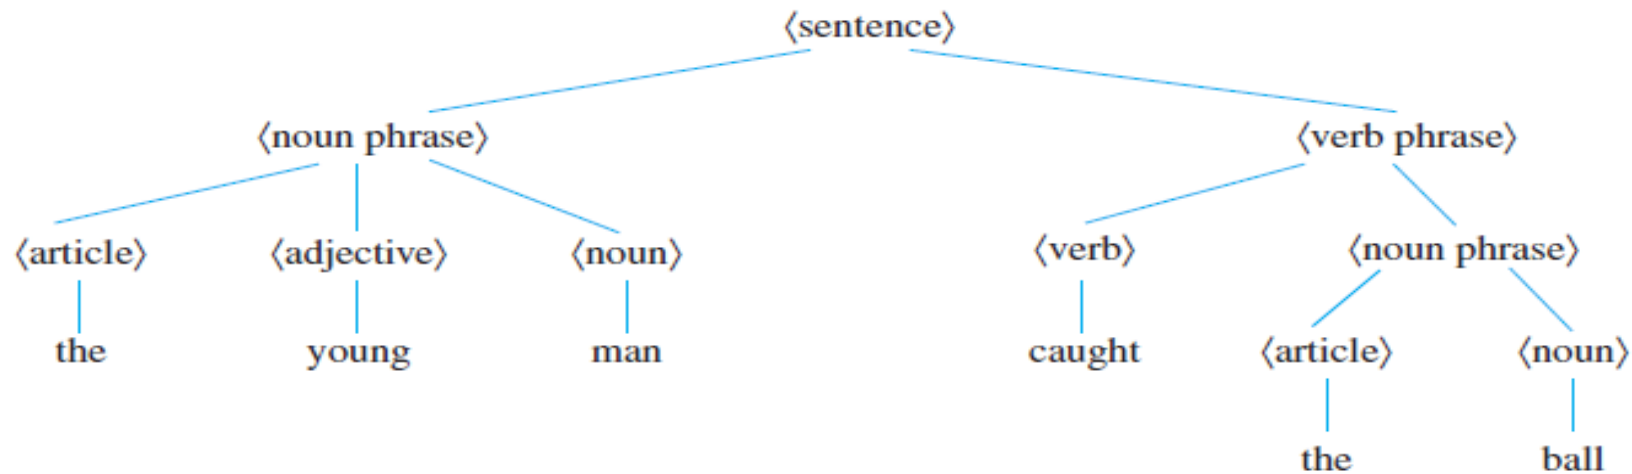 ⟨sentence⟩
⟨noun phrase⟩ ⟨verb phrase⟩
⟨article⟩ ⟨adjective⟩ ⟨noun⟩ ⟨verb⟩ ⟨noun phrase⟩
the young man caught ⟨article⟩ ⟨noun⟩
the ball